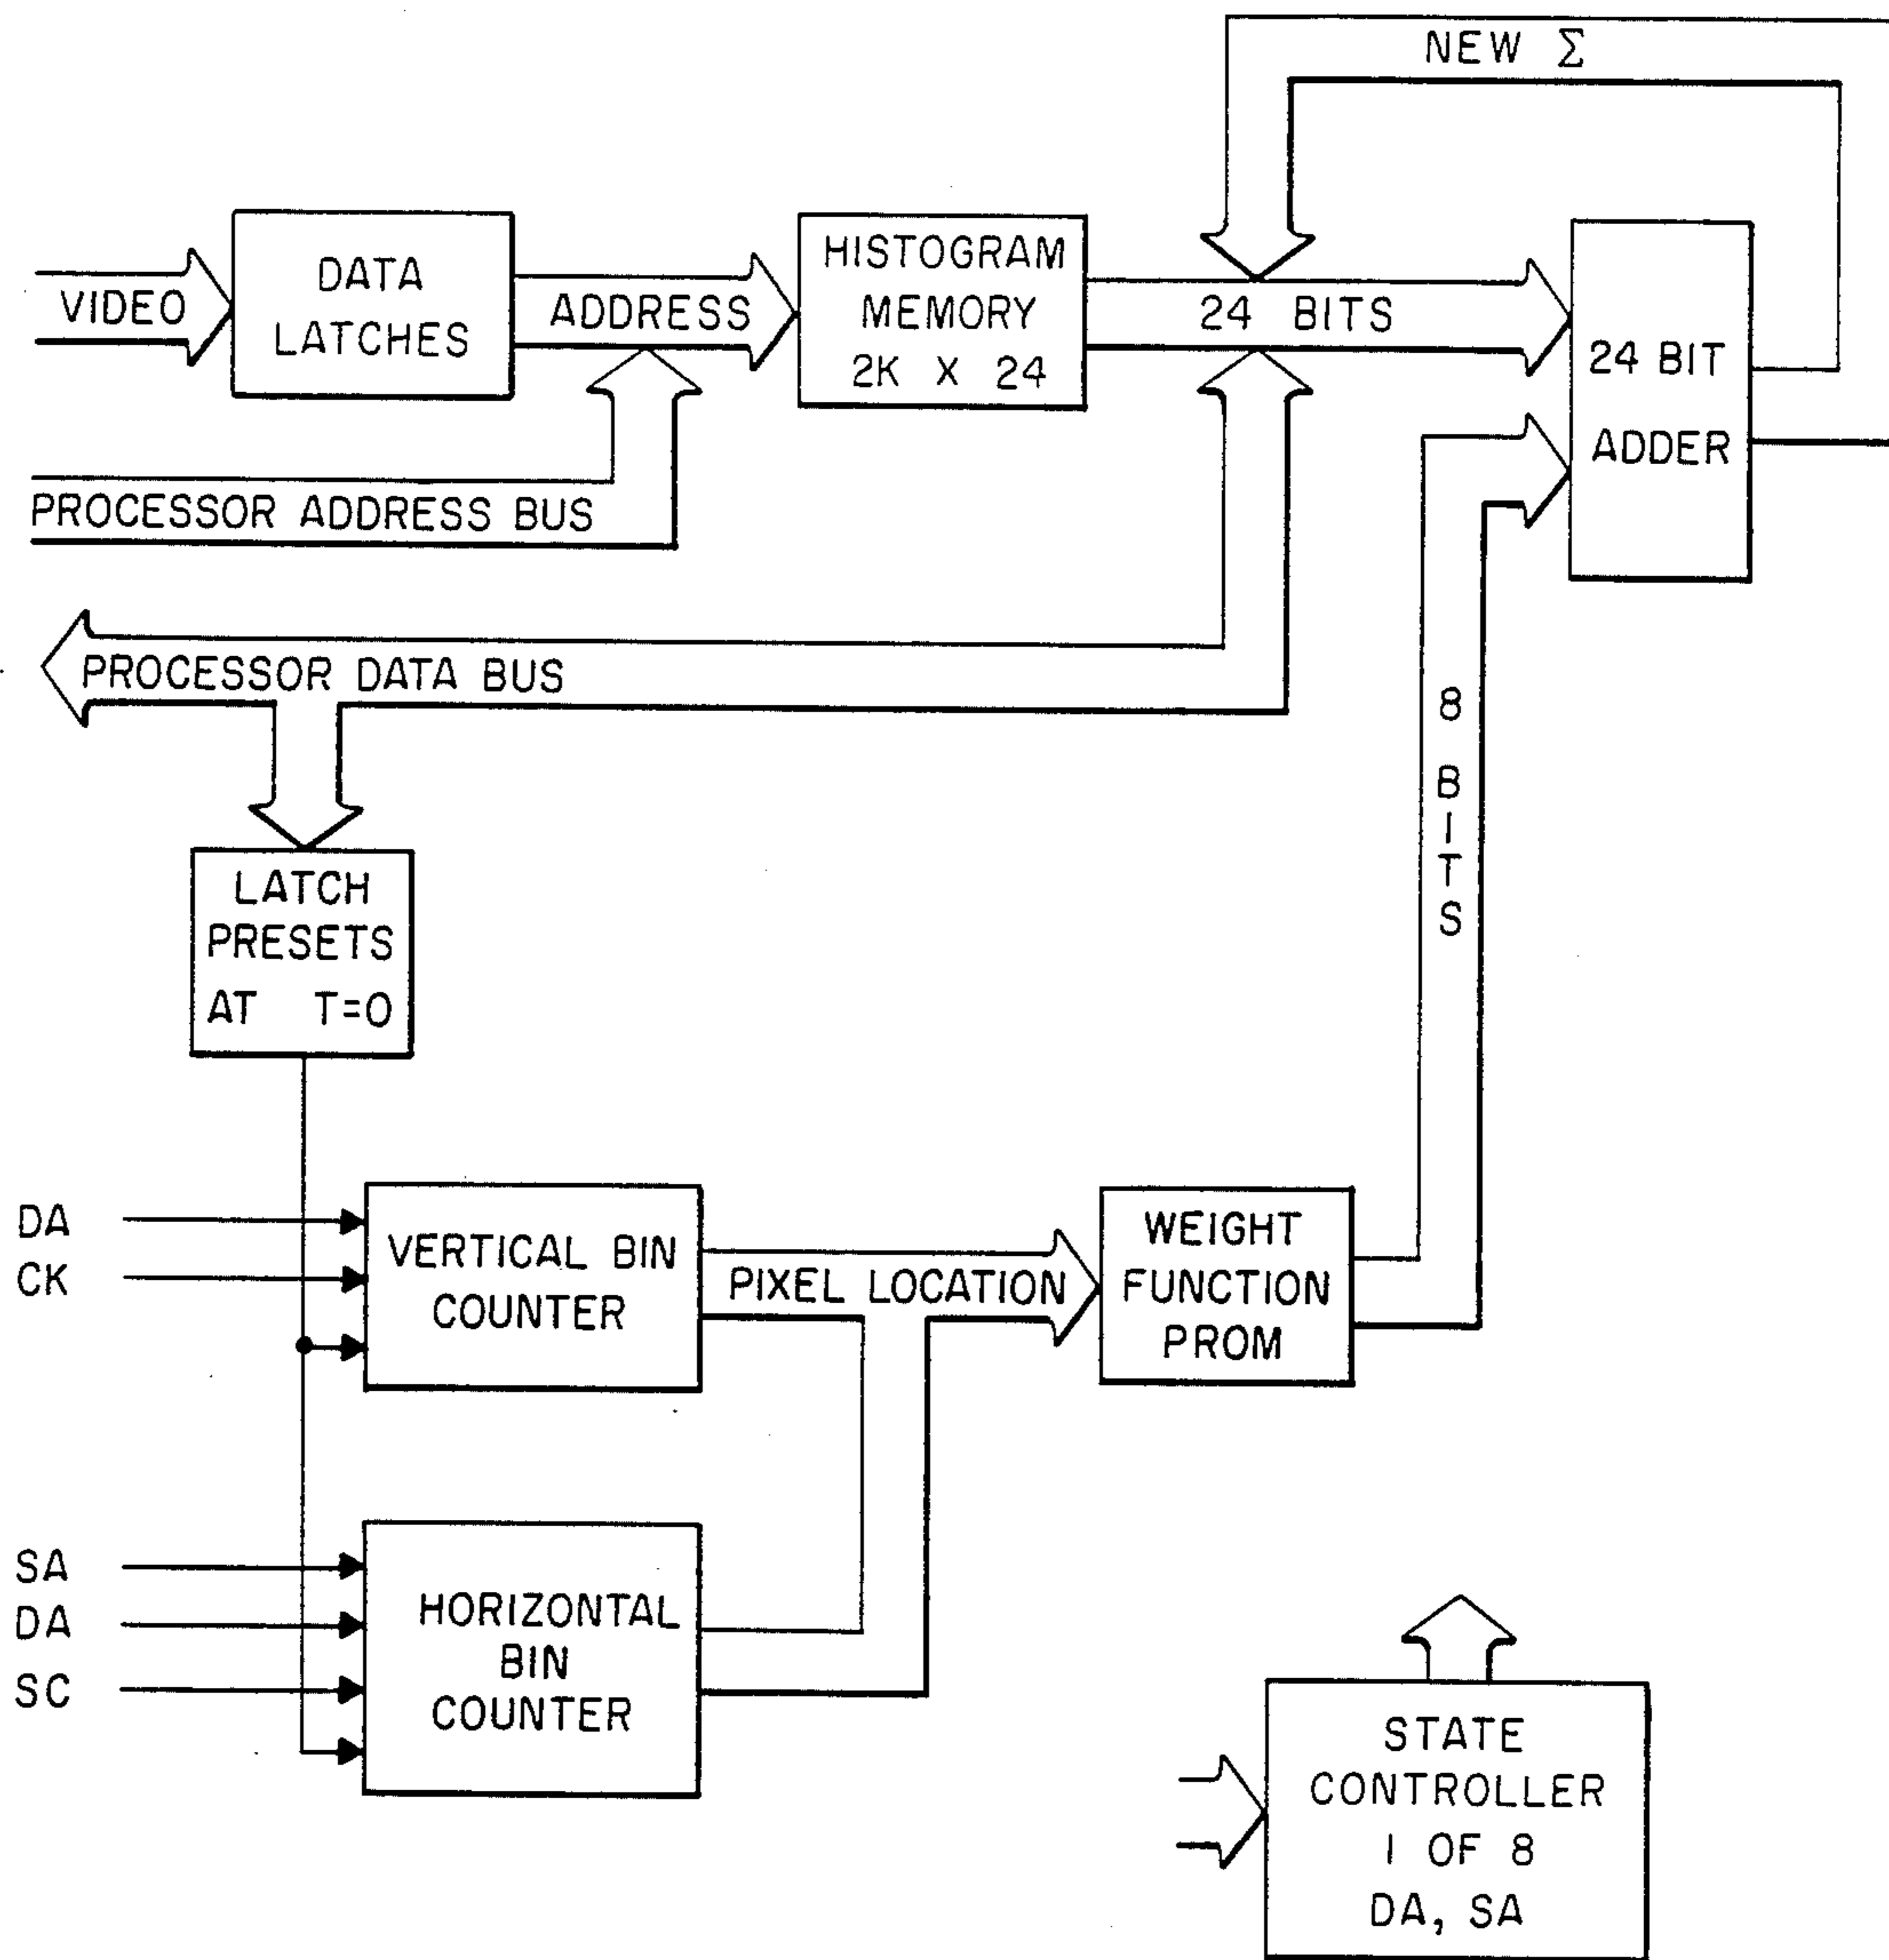 NEW Σ
VIDEO
DATA
LATCHES
ADDRESS
HISTOGRAM
MEMORY
2K X 24
24 BITS
24 BIT
ADDER
PROCESSOR ADDRESS BUS
PROCESSOR DATA BUS
8 BITS
LATCH
PRESETS
AT T=0
DA
CK
VERTICAL BIN
COUNTER
PIXEL LOCATION
WEIGHT
FUNCTION
PROM
SA
DA
SC
HORIZONTAL
BIN
COUNTER
STATE
CONTROLLER
1 OF 8
DA, SA